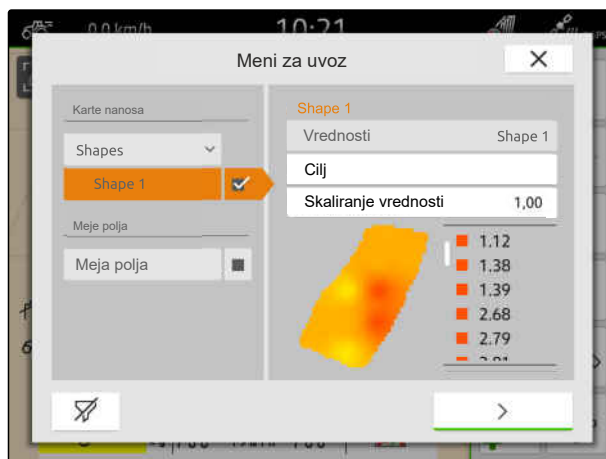 0.0 km/h
10:21
Meni za uvoz
Karte nanosa
Shapes
Shape 1
Meje polja
Meja polja
Shape 1
Vrednosti Shape 1
Cilj
Skaliranje vrednosti 1,00
1.12
1.38
1.39
2.68
2.79